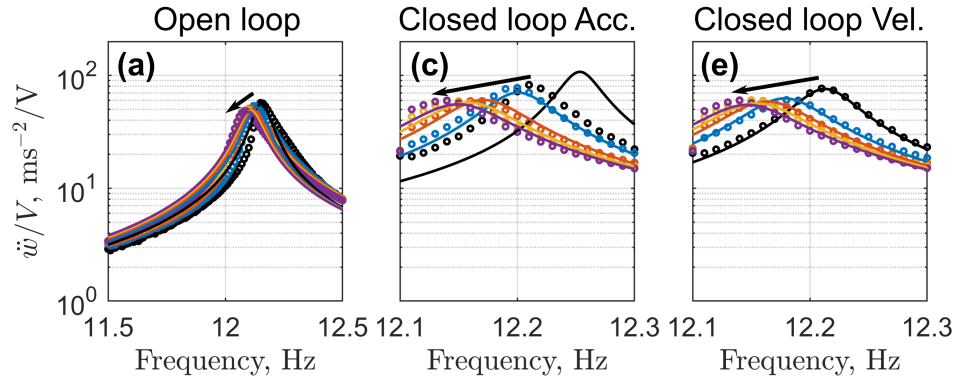 Open loop
Closed loop Acc.
Closed loop Vel.
(a)
(c)
(e)
10²
10¹
10⁰
ẅ/V, ms⁻²/V
11.5 12 12.5
12.1 12.2 12.3
12.1 12.2 12.3
Frequency, Hz
Frequency, Hz
Frequency, Hz